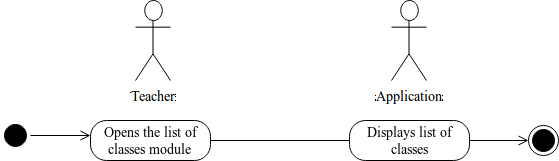 Teacher:
:Application:
Opens the list of
classes module
Displays list of
classes